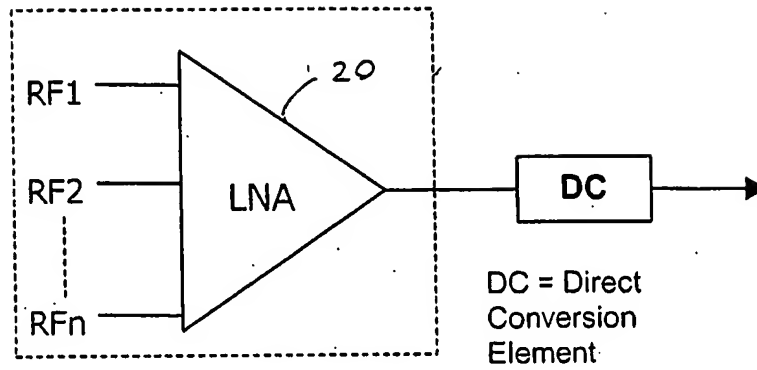 20
RF1
RF2
LNA
DC
RFn
DC = Direct
Conversion
Element